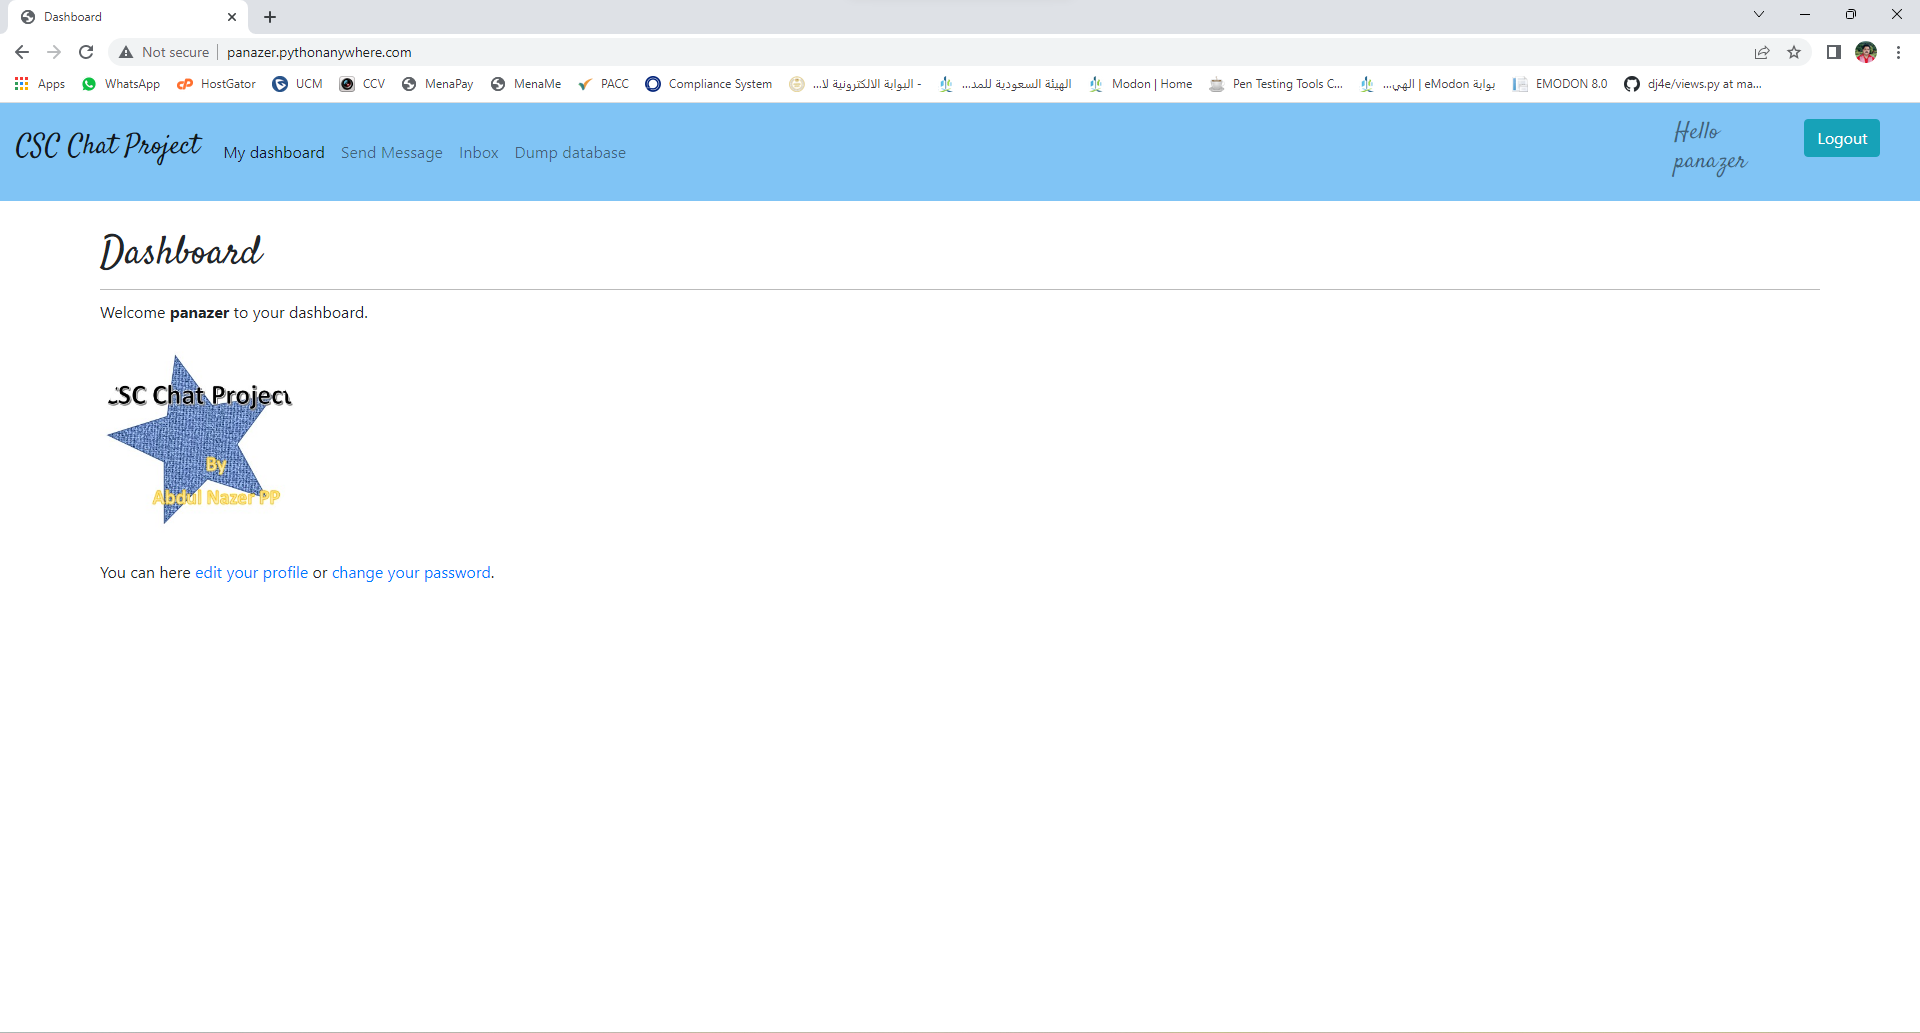 Dashboard
Not secure panazer.pythonanywhere.com
Apps WhatsApp HostGator UCM CCV MenaPay MenaMe PACC Compliance System ...البوابة الالكترونية لا - ...الهيئة السعودية للمد Modon | Home Pen Testing Tools C... ...بوابة eModon | الهي EMODON 8.0 dj4e/views.py at ma...
CSC Chat Project My dashboard Send Message Inbox Dump database Hello panazer Logout
Dashboard
Welcome panazer to your dashboard.
CSC Chat Project
By
Abdul Nazer PP
You can here edit your profile or change your password.